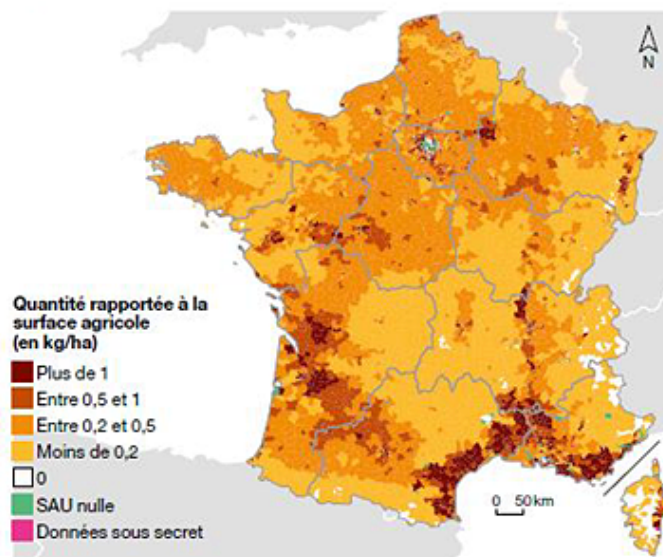 N
Quantité rapportée à la
surface agricole
(en kg/ha)
Plus de 1
Entre 0,5 et 1
Entre 0,2 et 0,5
Moins de 0,2
0
SAU nulle
Données sous secret
0 50 km